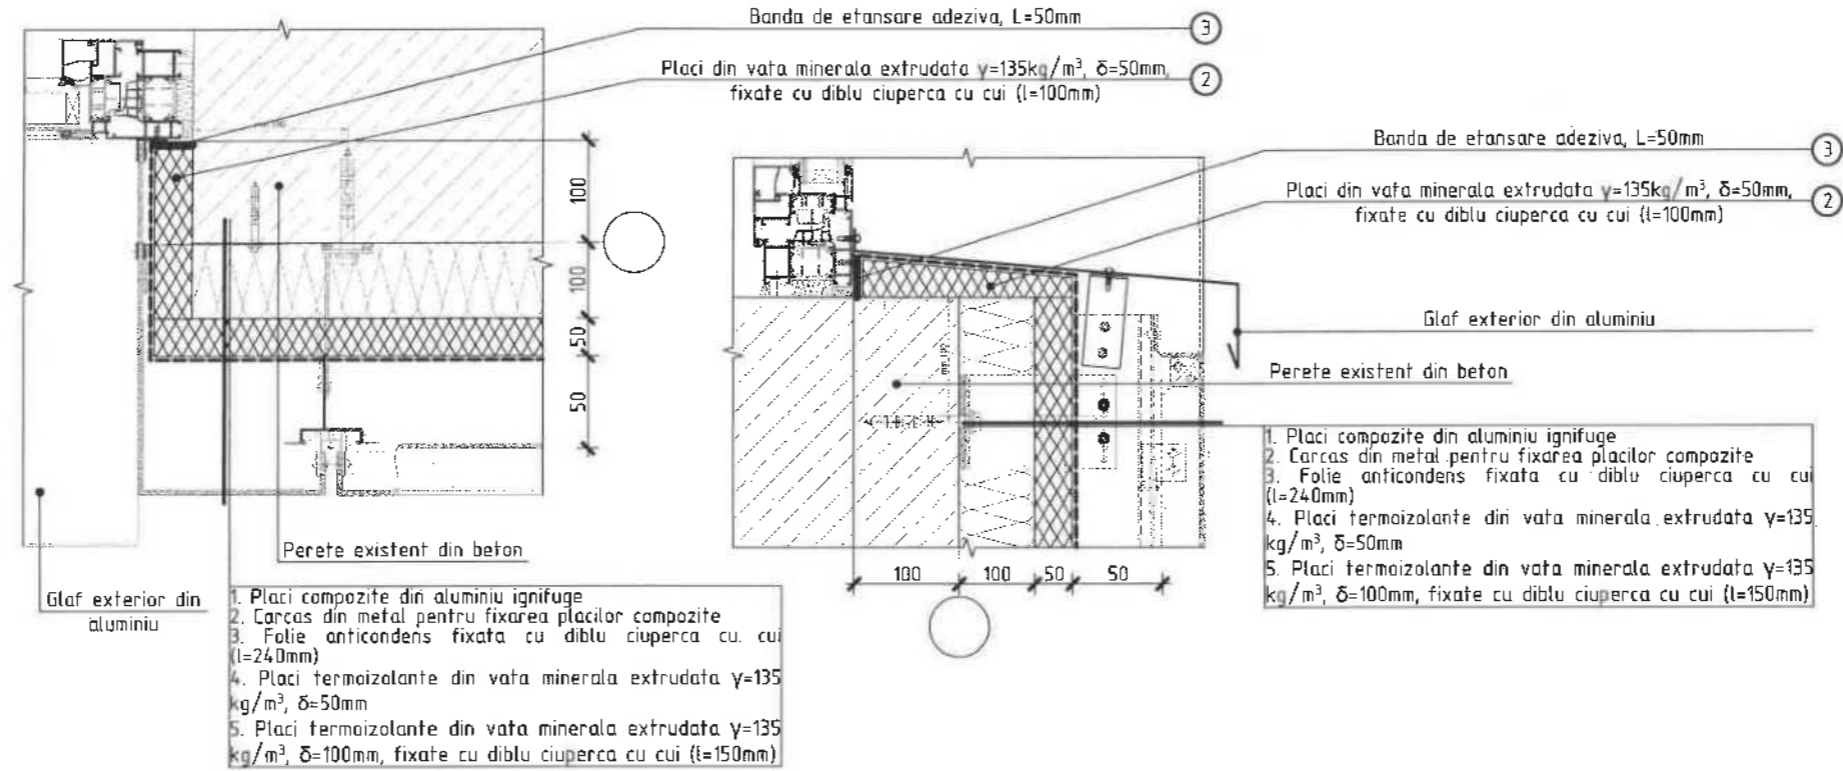 Banda de etansare adeziva, L=50mm
3
Placi din vata minerala extrudata γ=135kg/m³, δ=50mm,
fixate cu diblu ciuperca cu cui (l=100mm)
2
100
100
50
50
Perete existent din beton
Glaf exterior din
aluminiu
1. Placi compozite din aluminiu ignifuge
2. Carcas din metal pentru fixarea placilor compozite
3. Folie anticondens fixata cu diblu ciuperca cu cui
(l=240mm)
4. Placi termoizolante din vata minerala extrudata γ=135
kg/m³, δ=50mm
5. Placi termoizolante din vata minerala extrudata γ=135
kg/m³, δ=100mm, fixate cu diblu ciuperca cu cui (l=150mm)
Banda de etansare adeziva, L=50mm
3
Placi din vata minerala extrudata γ=135kg/m³, δ=50mm,
fixate cu diblu ciuperca cu cui (l=100mm)
2
Glaf exterior din aluminiu
Perete existent din beton
1. Placi compozite din aluminiu ignifuge
2. Carcas din metal pentru fixarea placilor compozite
3. Folie anticondens fixata cu diblu ciuperca cu cui
(l=240mm)
4. Placi termoizolante din vata minerala extrudata γ=135
kg/m³, δ=50mm
5. Placi termoizolante din vata minerala extrudata γ=135
kg/m³, δ=100mm, fixate cu diblu ciuperca cu cui (l=150mm)
100
100
50
50